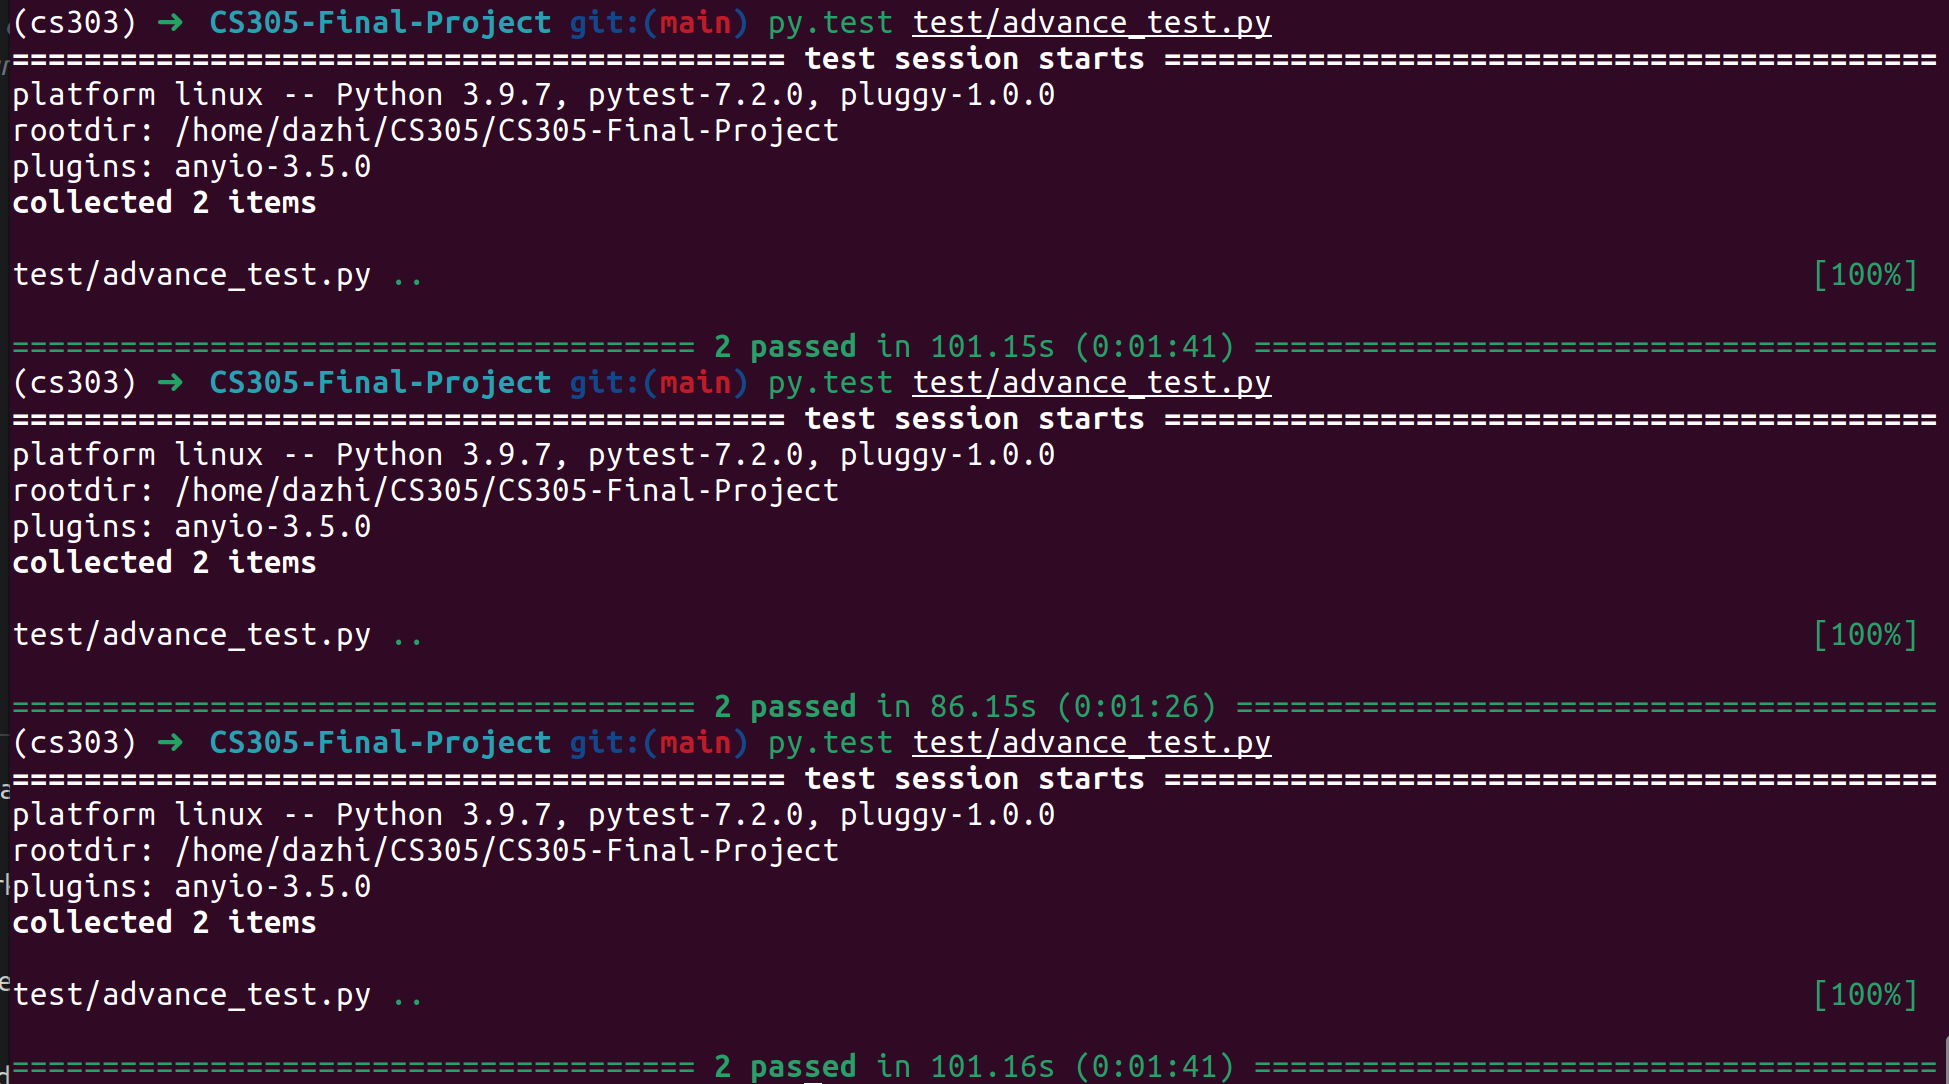 (cs303) ➜ CS305-Final-Project git:(main) py.test test/advance_test.py
=========================================== test session starts ===========================================
platform linux -- Python 3.9.7, pytest-7.2.0, pluggy-1.0.0
rootdir: /home/dazhi/CS305/CS305-Final-Project
plugins: anyio-3.5.0
collected 2 items
test/advance_test.py .. [100%]
====================================== 2 passed in 101.15s (0:01:41) ======================================
(cs303) ➜ CS305-Final-Project git:(main) py.test test/advance_test.py
=========================================== test session starts ===========================================
platform linux -- Python 3.9.7, pytest-7.2.0, pluggy-1.0.0
rootdir: /home/dazhi/CS305/CS305-Final-Project
plugins: anyio-3.5.0
collected 2 items
test/advance_test.py .. [100%]
====================================== 2 passed in 86.15s (0:01:26) =======================================
(cs303) ➜ CS305-Final-Project git:(main) py.test test/advance_test.py
=========================================== test session starts ===========================================
platform linux -- Python 3.9.7, pytest-7.2.0, pluggy-1.0.0
rootdir: /home/dazhi/CS305/CS305-Final-Project
plugins: anyio-3.5.0
collected 2 items
test/advance_test.py .. [100%]
====================================== 2 passed in 101.16s (0:01:41) ======================================